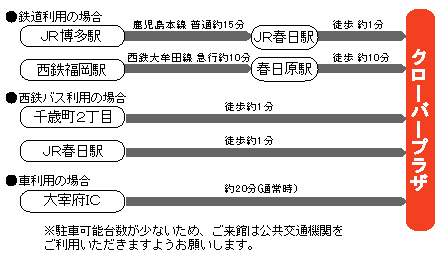 ●鉄道利用の場合
JR博多駅 鹿児島本線 普通約15分 JR春日駅 徒歩 約1分
西鉄福岡駅 西鉄大牟田線 急行約10分 春日原駅 徒歩 約10分
●西鉄バス利用の場合
千歳町2丁目 徒歩約1分
JR春日駅 徒歩約1分
●車利用の場合
大宰府IC 約20分(通常時)
クローバープラザ
※駐車可能台数が少ないため、ご来館は公共交通機関を
ご利用いただきますようお願いします。